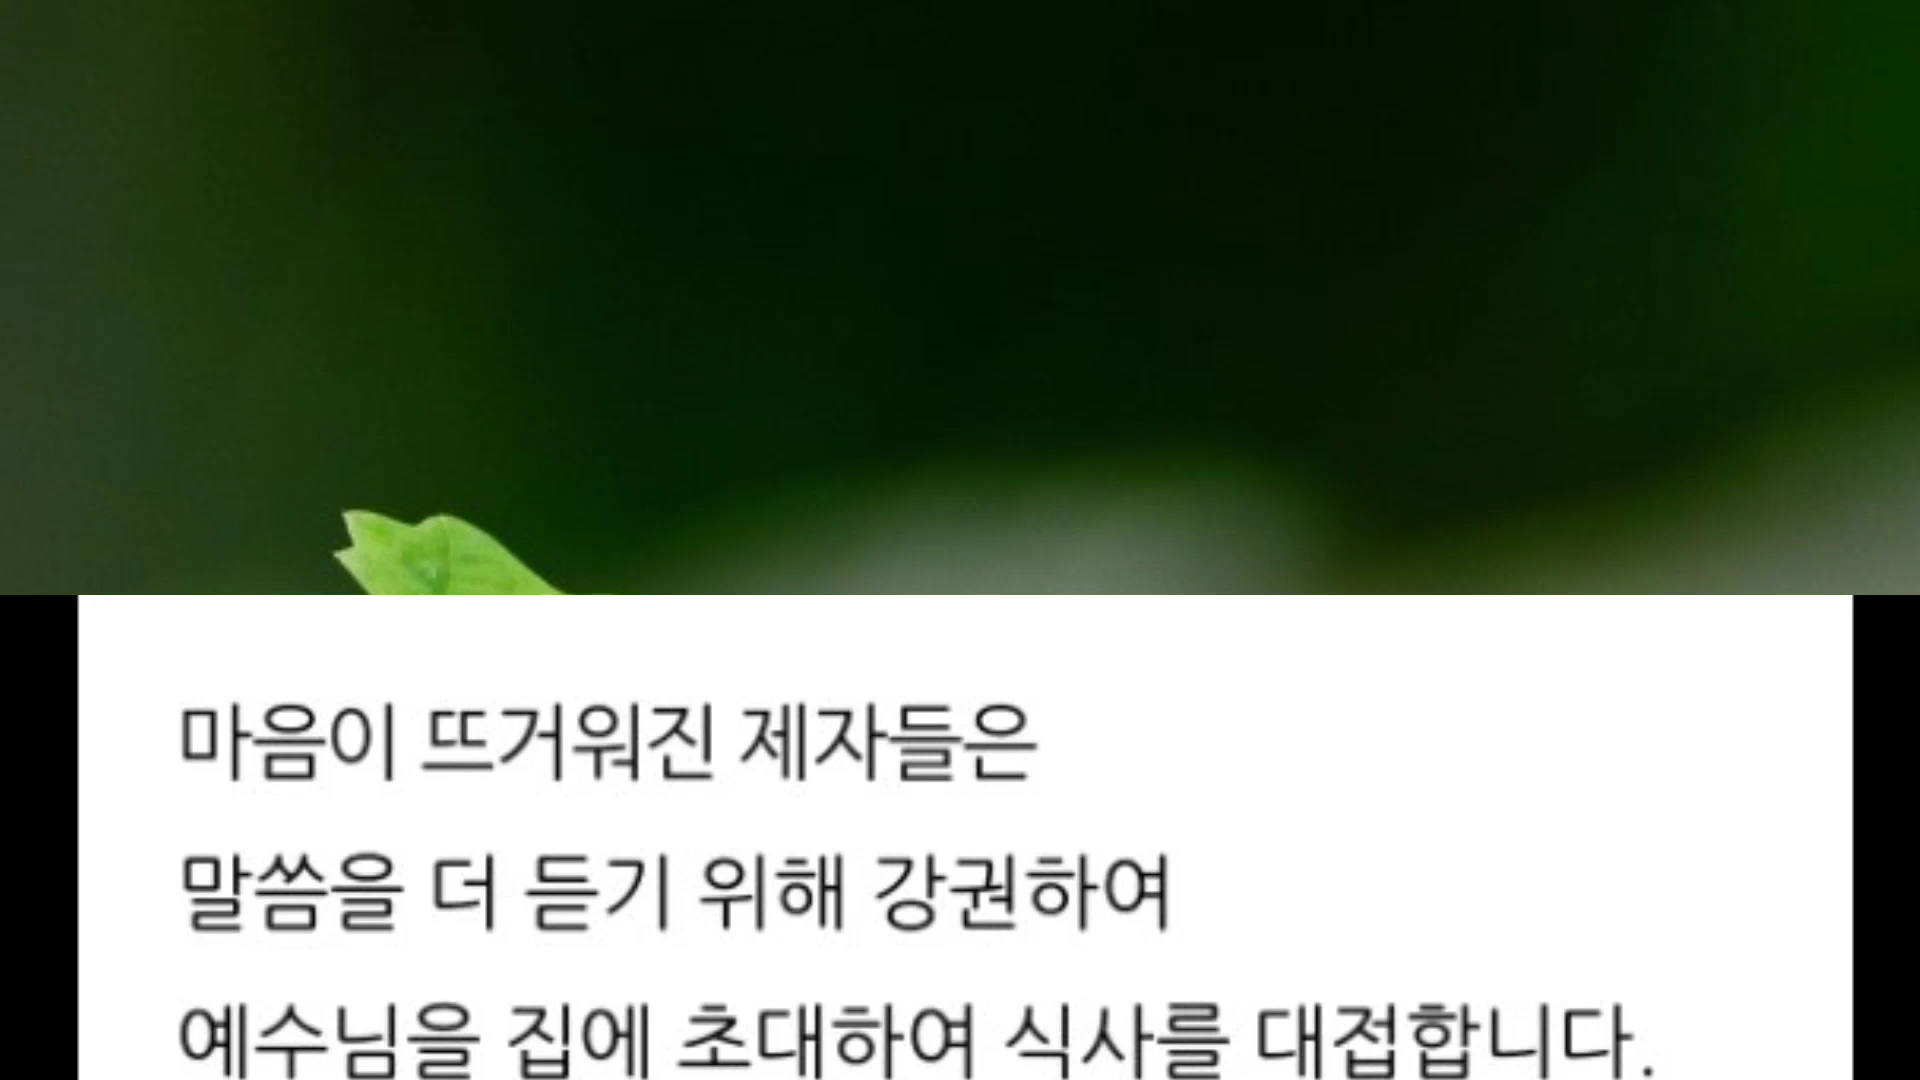 마음이 뜨거워진 제자들은
말씀을 더 듣기 위해 강권하여
예수님을 집에 초대하여 식사를 대접합니다.